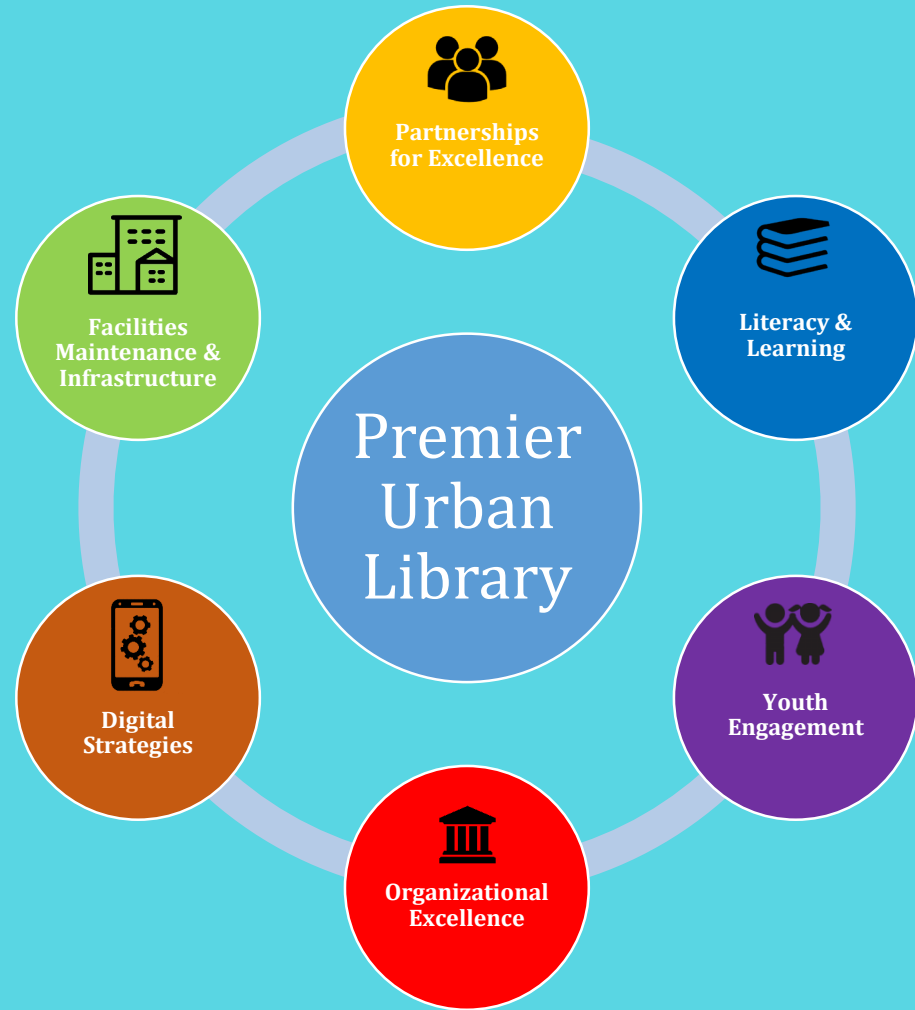 Partnerships
for Excellence
Literacy &
Learning
Youth
Engagement
Organizational
Excellence
Digital
Strategies
Facilities
Maintenance &
Infrastructure
Premier
Urban
Library